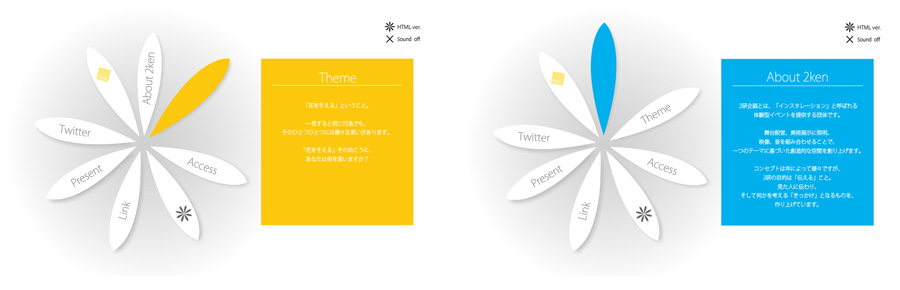 HTML ver.
Sound off
About 2ken
Twitter
Present
Link
Access
Theme
「花をそえる」ということ。
一見すると同じ行為でも、
そのひとつひとつには様々な思いがあります。
「花をそえる」その向こうに、
あなたは何を思いますか？
HTML ver.
Sound off
Theme
Twitter
Present
Link
Access
About 2ken
2研企画とは、「インスタレーション」と呼ばれる
体験型イベントを提供する団体です。
舞台設営、美術展示に照明、
映像、音を組み合わせることで、
一つのテーマに基づいた創造的な空間を創り上げます。
コンセプトは年によって様々ですが、
2研の目的は「伝える」こと。
見た人に伝わり、
そして何かを考える「きっかけ」となるものを、
作り上げています。